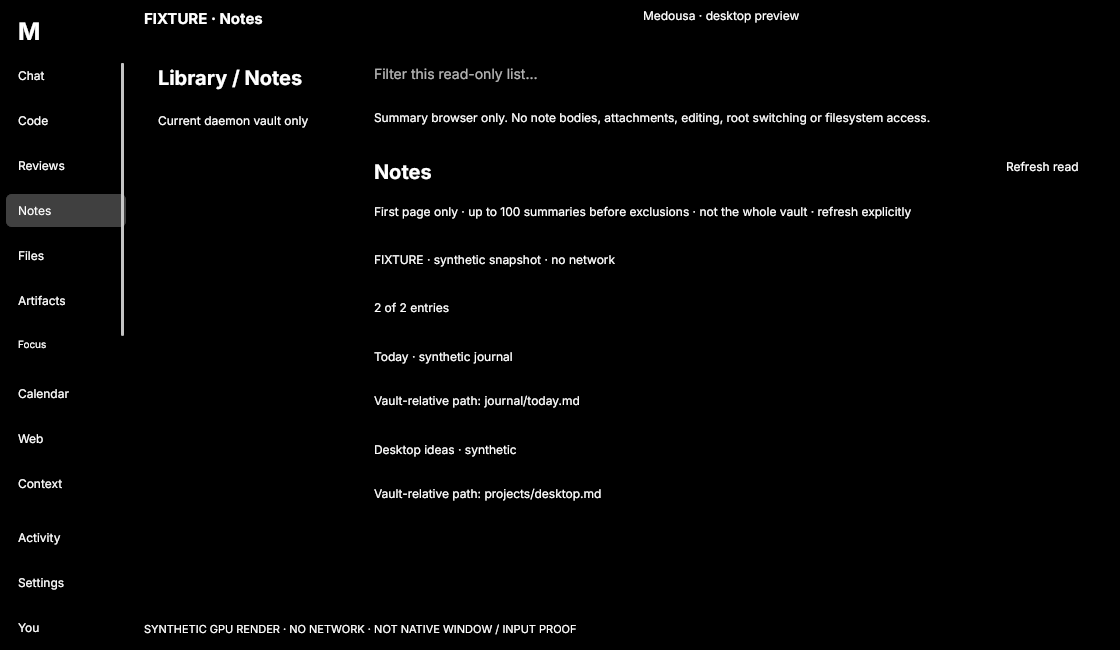 M
Chat
Code
Reviews
Notes
Files
Artifacts
Focus
Calendar
Web
Context
Activity
Settings
You
FIXTURE · Notes
Medousa · desktop preview
Library / Notes
Current daemon vault only
Filter this read-only list...
Summary browser only. No note bodies, attachments, editing, root switching or filesystem access.
Notes
Refresh read
First page only · up to 100 summaries before exclusions · not the whole vault · refresh explicitly
FIXTURE · synthetic snapshot · no network
2 of 2 entries
Today · synthetic journal
Vault-relative path: journal/today.md
Desktop ideas · synthetic
Vault-relative path: projects/desktop.md
SYNTHETIC GPU RENDER · NO NETWORK · NOT NATIVE WINDOW / INPUT PROOF